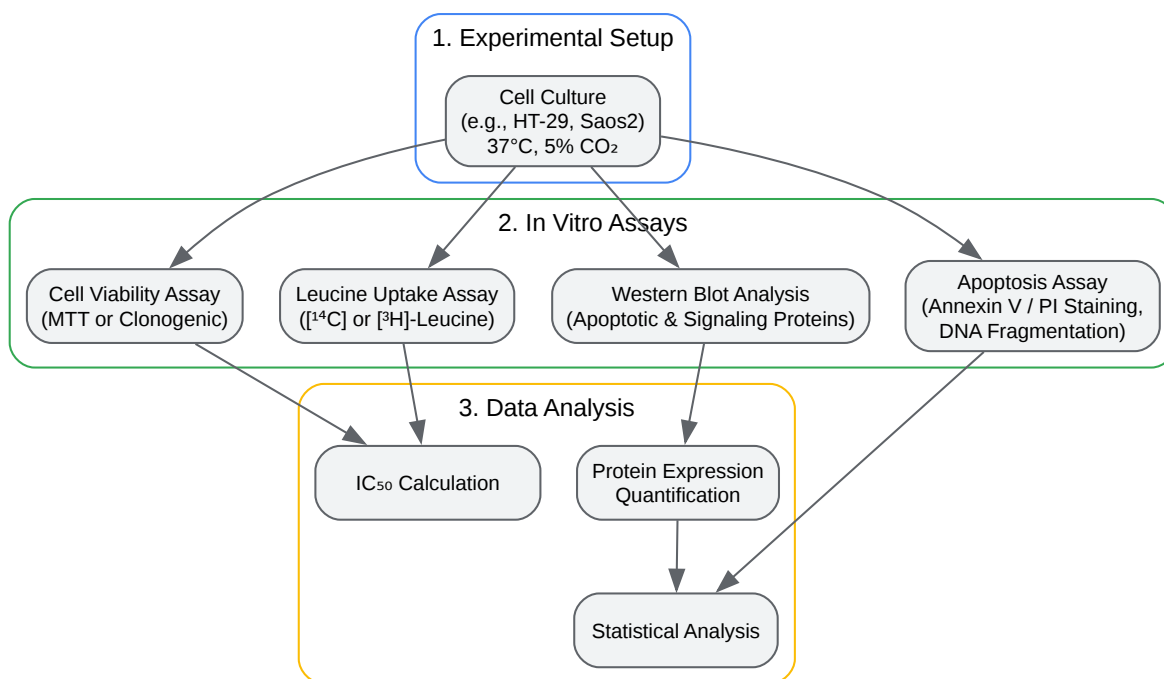 1. Experimental Setup
Cell Culture
(e.g., HT-29, Saos2)
37°C, 5% CO₂
2. In Vitro Assays
Cell Viability Assay
(MTT or Clonogenic)
Leucine Uptake Assay
([¹⁴C] or [³H]-Leucine)
Western Blot Analysis
(Apoptotic & Signaling Proteins)
Apoptosis Assay
(Annexin V / PI Staining,
DNA Fragmentation)
3. Data Analysis
IC₅₀ Calculation
Protein Expression
Quantification
Statistical Analysis